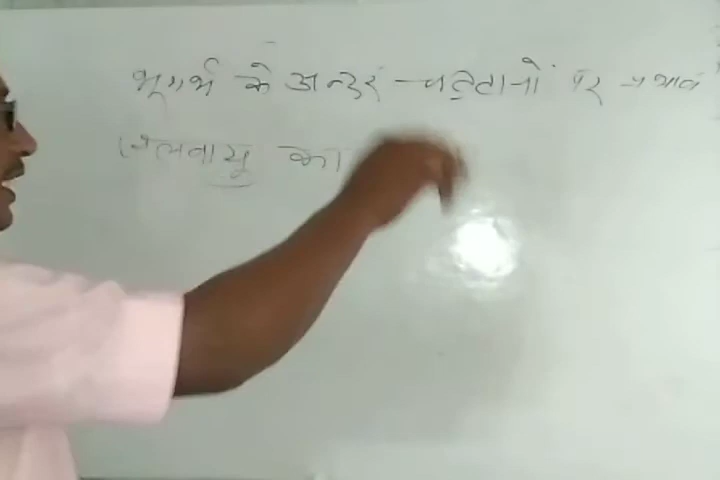 भूगर्भ के अन्दर चट्टानों पर प्रभाव
जलवायु का